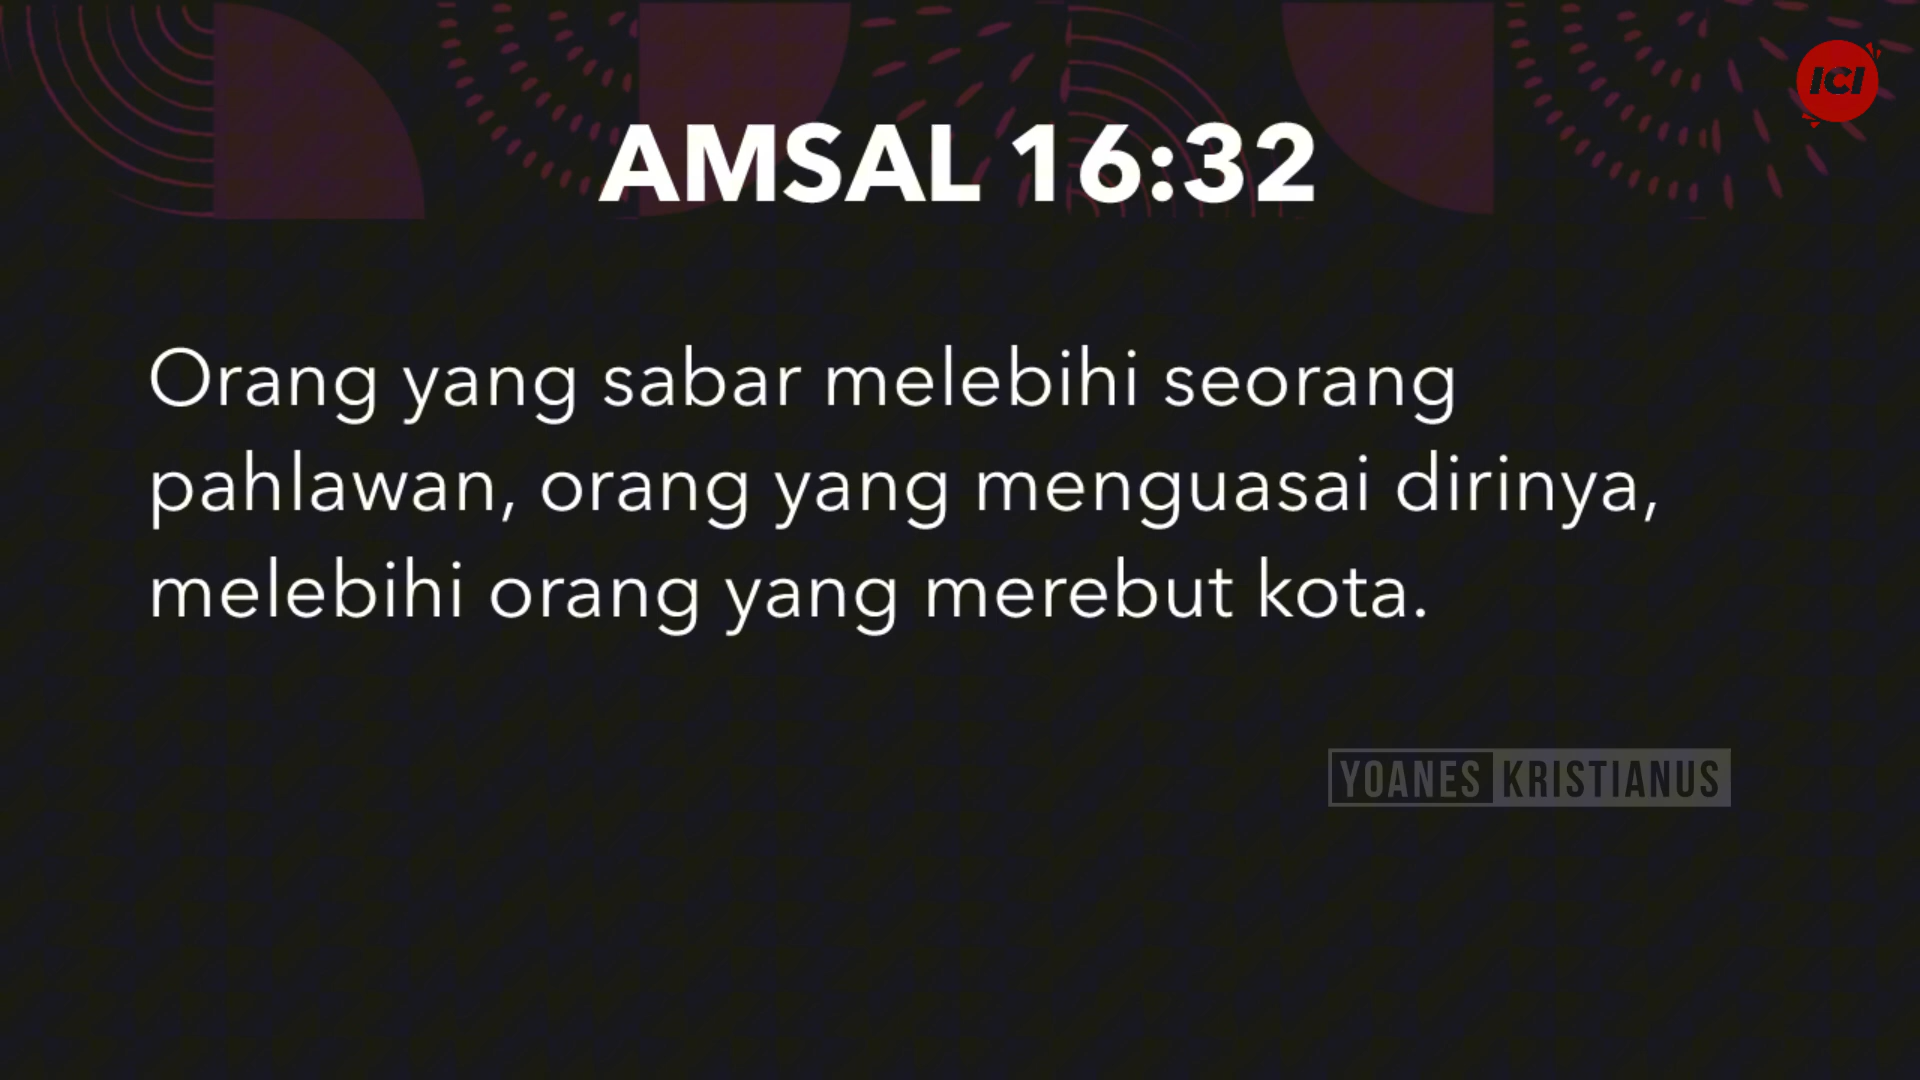 ICI
AMSAL 16:32
Orang yang sabar melebihi seorang
pahlawan, orang yang menguasai dirinya,
melebihi orang yang merebut kota.
YOANES KRISTIANUS